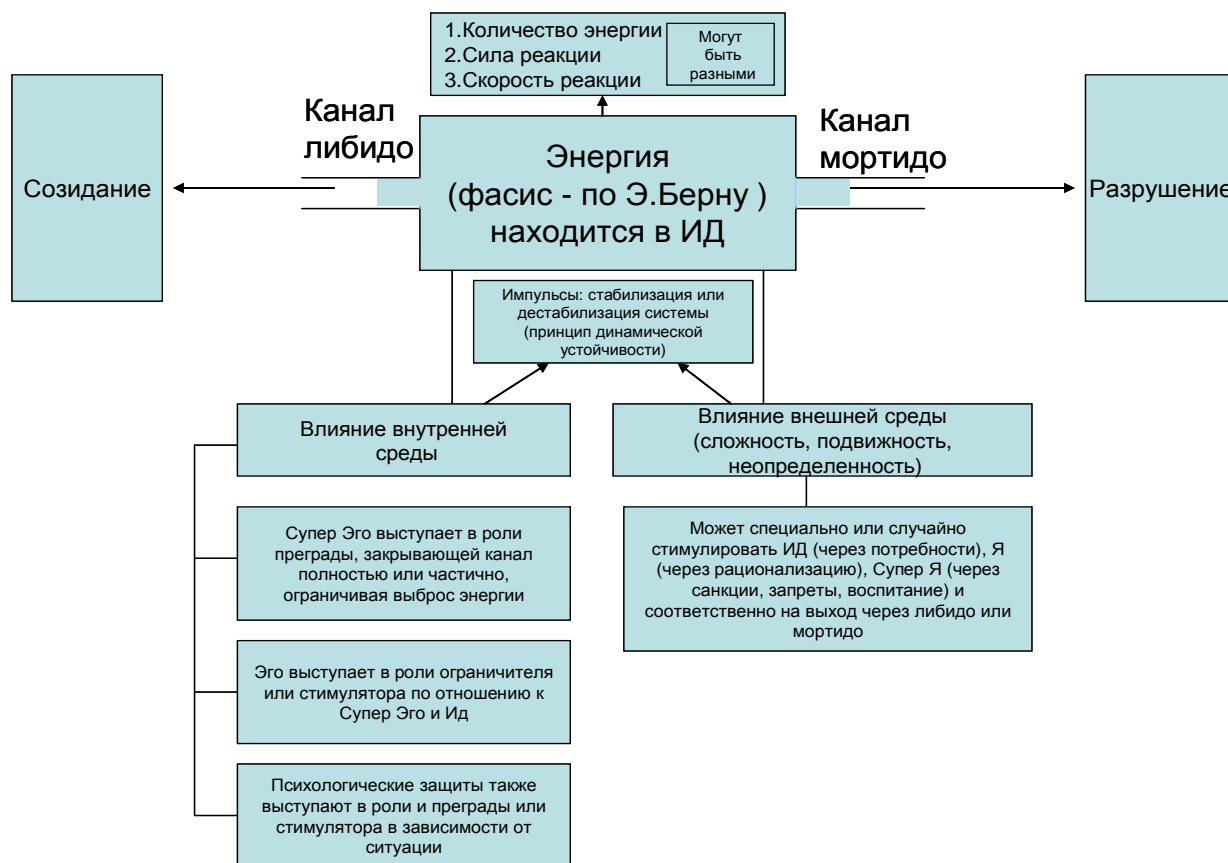 1.Количество энергии
2.Сила реакции
3.Скорость реакции
Могут
быть
разными
Канал
либидо
Канал
мортидо
Созидание
Энергия
(фасис - по Э.Берну )
находится в ИД
Разрушение
Импульсы: стабилизация или
дестабилизация системы
(принцип динамической
устойчивости)
Влияние внутренней
среды
Влияние внешней среды
(сложность, подвижность,
неопределенность)
Супер Эго выступает в роли
преграды, закрывающей канал
полностью или частично,
ограничивая выброс энергии
Может специально или случайно
стимулировать ИД (через потребности), Я
(через рационализацию), Супер Я (через
санкции, запреты, воспитание) и
соответственно на выход через либидо или
мортидо
Эго выступает в роли ограничителя
или стимулятора по отношению к
Супер Эго и Ид
Психологические защиты также
выступают в роли и преграды или
стимулятора в зависимости от
ситуации